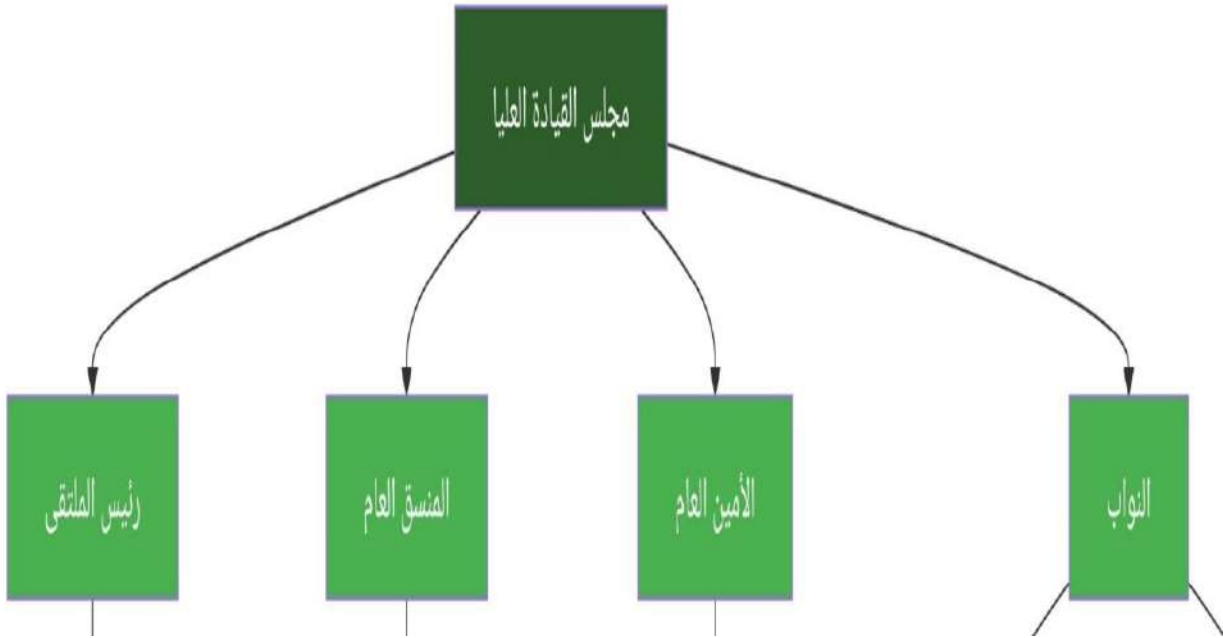 مجلس القيادة العليا
النواب
الأمين العام
المنسق العام
رئيس الملتقى